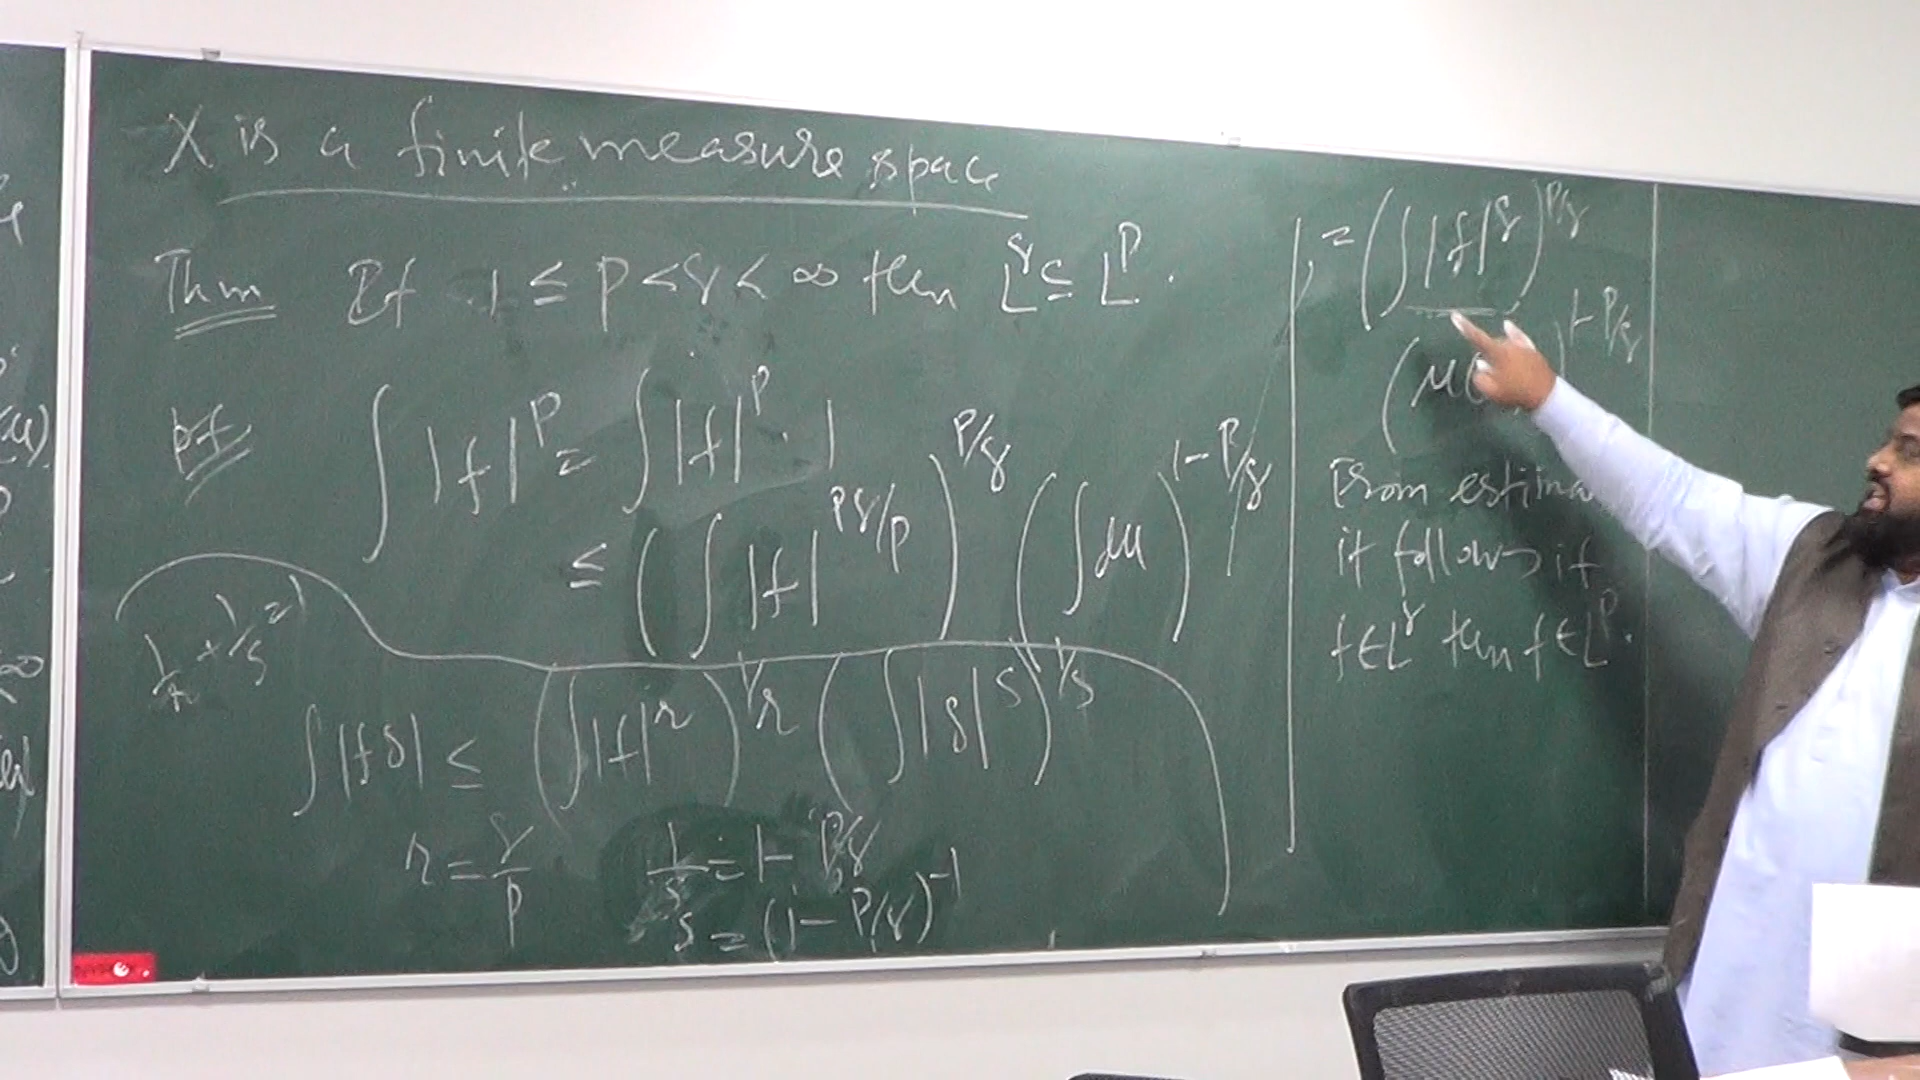 X is a finite measure space
Thm If 1 ≤ p < q < ∞ then L^q ⊆ L^p.
pf ∫ |f|^p = ∫ |f|^p · 1
≤ ( ∫ |f|^{pq/p} )^{p/q} ( ∫ dμ )^{1-p/q}
1/r + 1/s = 1
∫ |fg| ≤ ( ∫ |f|^r )^{1/r} ( ∫ |g|^s )^{1/s}
r = q/p 1/s = 1 - p/q
s = (1 - p/q)^{-1}
= ( ∫ |f|^q )^{p/q}
( μ( ) )^{1-p/q}
From
it follows if
f ∈ L^q then f ∈ L^p.